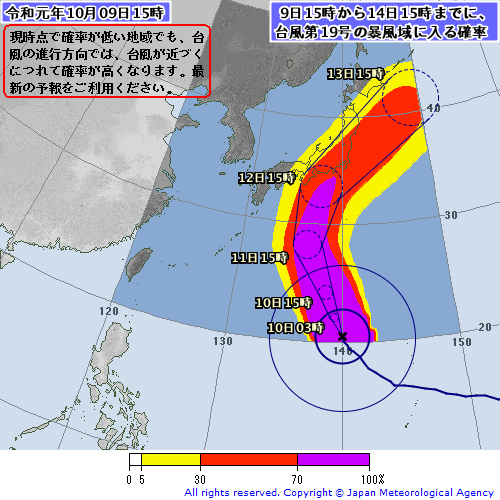 令和元年10月09日15時
9日15時から14日15時までに、
台風第19号の暴風域に入る確率
現時点で確率が低い地域でも、台
風の進行方向では、台風が近づく
につれて確率が高くなります。最
新の予報をご利用ください。
13日15時
40
12日15時
30
11日15時
10日15時
10日03時
120
130
140
150
20
0 5 30 70 100%
All rights reserved. Copyright © Japan Meteorological Agency